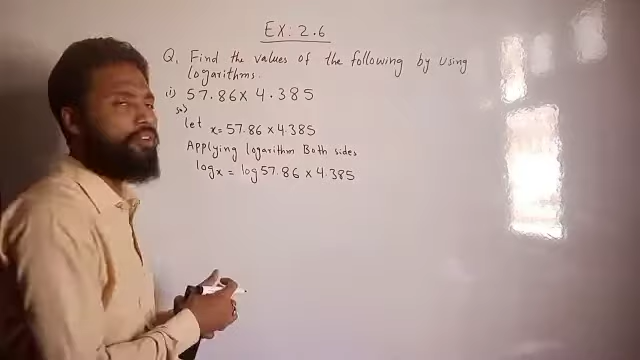 EX: 2.6
Q, Find the values of the following by using
logarithms.
(i) 57.86 x 4.385
sol)
let x = 57.86 x 4.385
Applying logarithm Both sides
log x = log 57.86 x 4.385